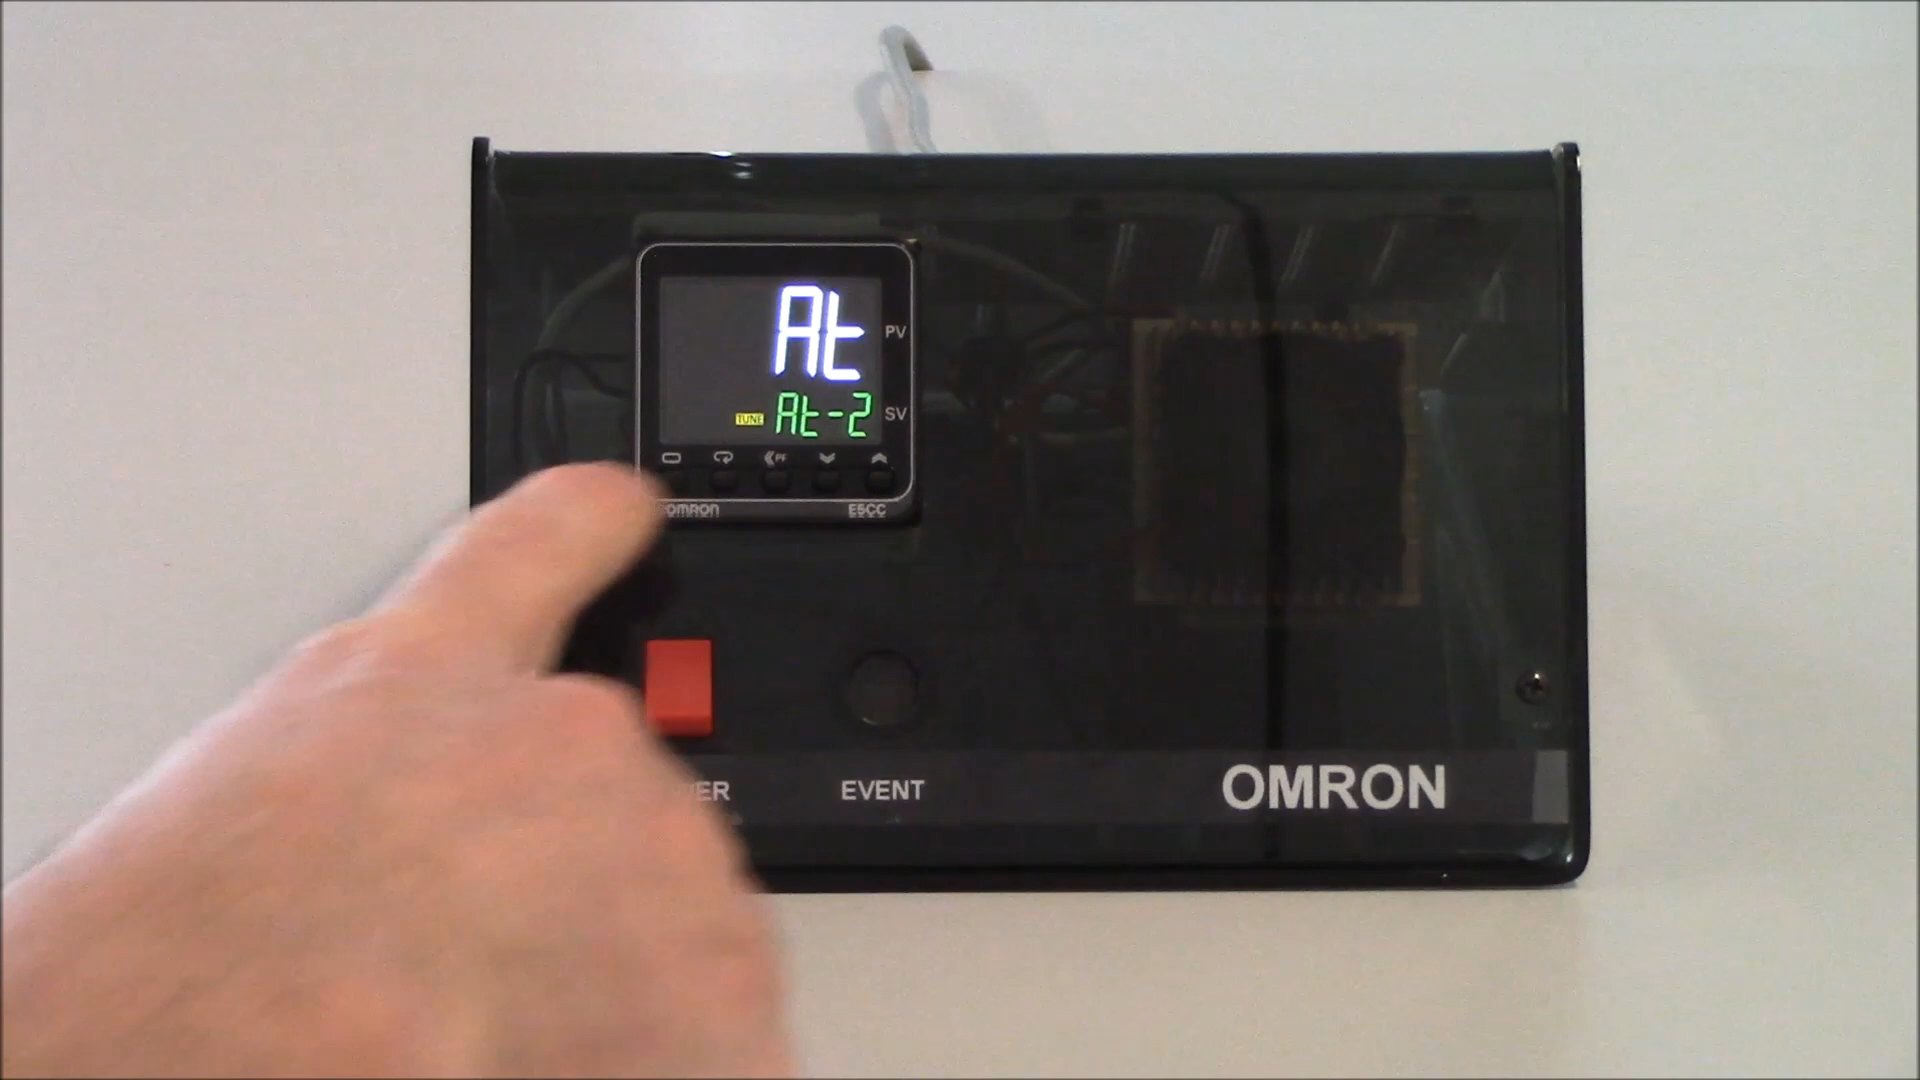 At PV
TUNE At-2 SV
PF
OMRON E5CC
EVENT
OMRON